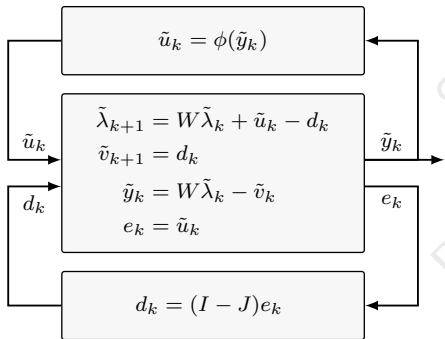 ũ_k = φ(ỹ_k)
λ̃_{k+1} = Wλ̃_k + ũ_k − d_k
ṽ_{k+1} = d_k
ỹ_k = Wλ̃_k − ṽ_k
e_k = ũ_k
ũ_k
d_k
ỹ_k
e_k
d_k = (I − J)e_k